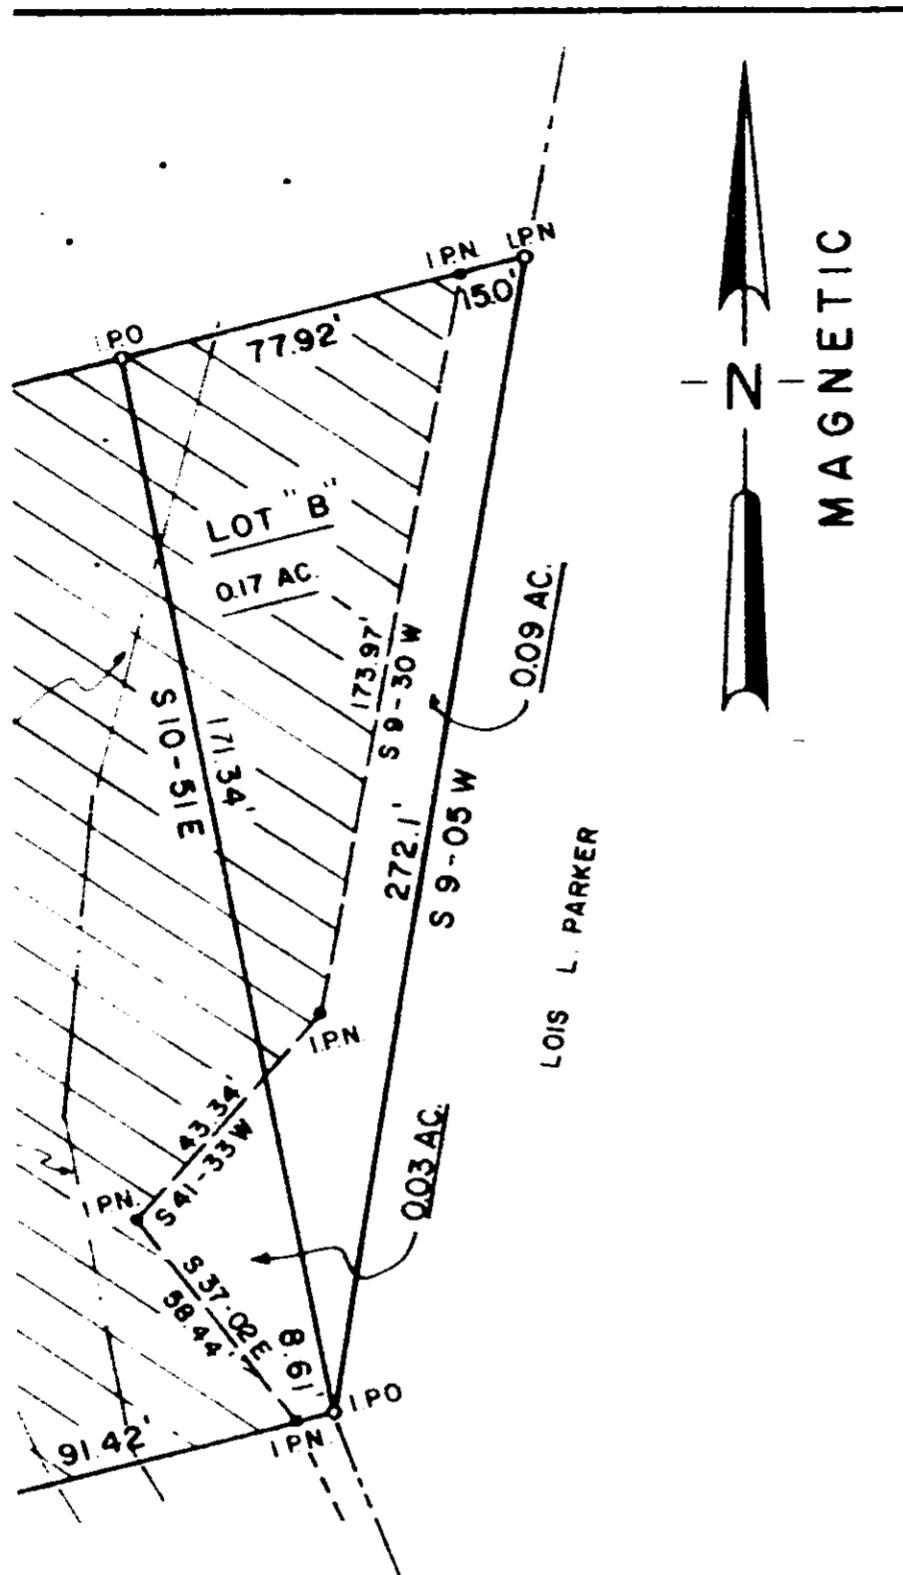 I.P.N.
I.P.N
15.0'
I.P.O
77.92'
N
MAGNETIC
LOT "B"
0.17 AC.
173.97'
S 9-30 W
0.09 AC.
S 10-51 E
171.34'
272.1'
S 9-05 W
LOIS L. PARKER
I.P.N.
43.34'
S 41-33 W
0.03 AC.
I.P.N.
S 37-02 E
58.44'
8.61'
I.P.O
I.P.N.
91.42'